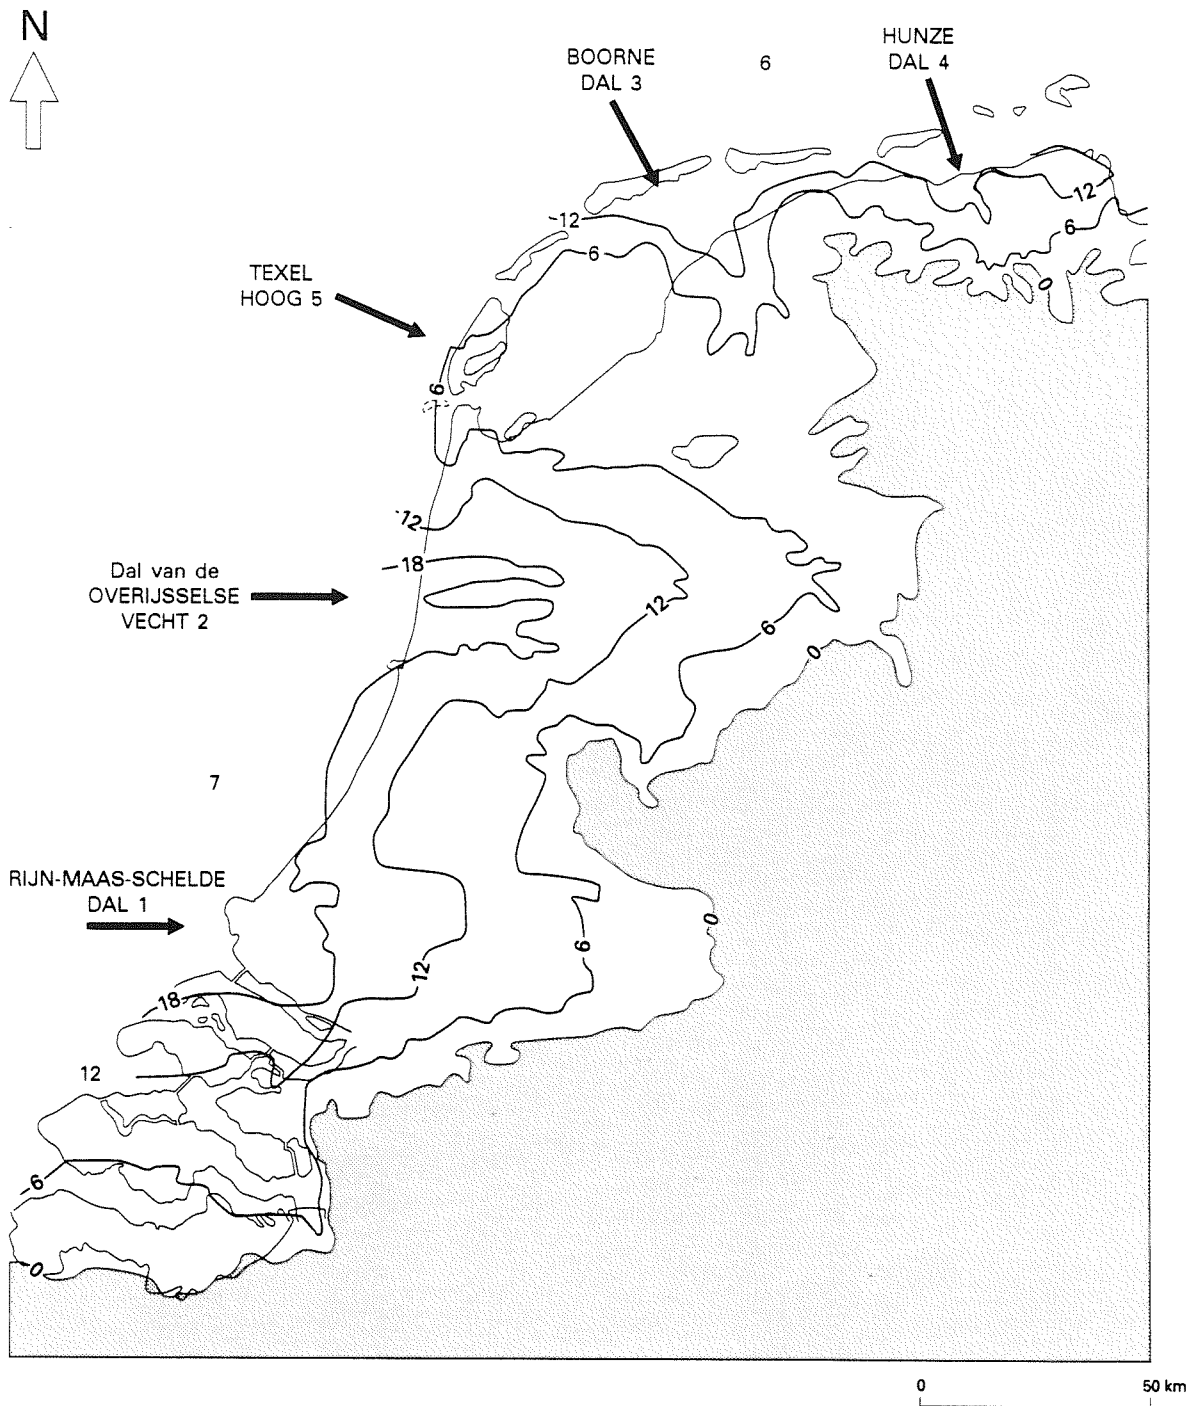 N
BOORNE
DAL 3
6
HUNZE
DAL 4
12
-12
6
6
TEXEL
HOOG 5
0
6
-12
-18
Dal van de
OVERIJSSELSE
VECHT 2
12
6
0
7
RIJN-MAAS-SCHELDE
DAL 1
0
6
12
-18
12
6
0
0 50 km